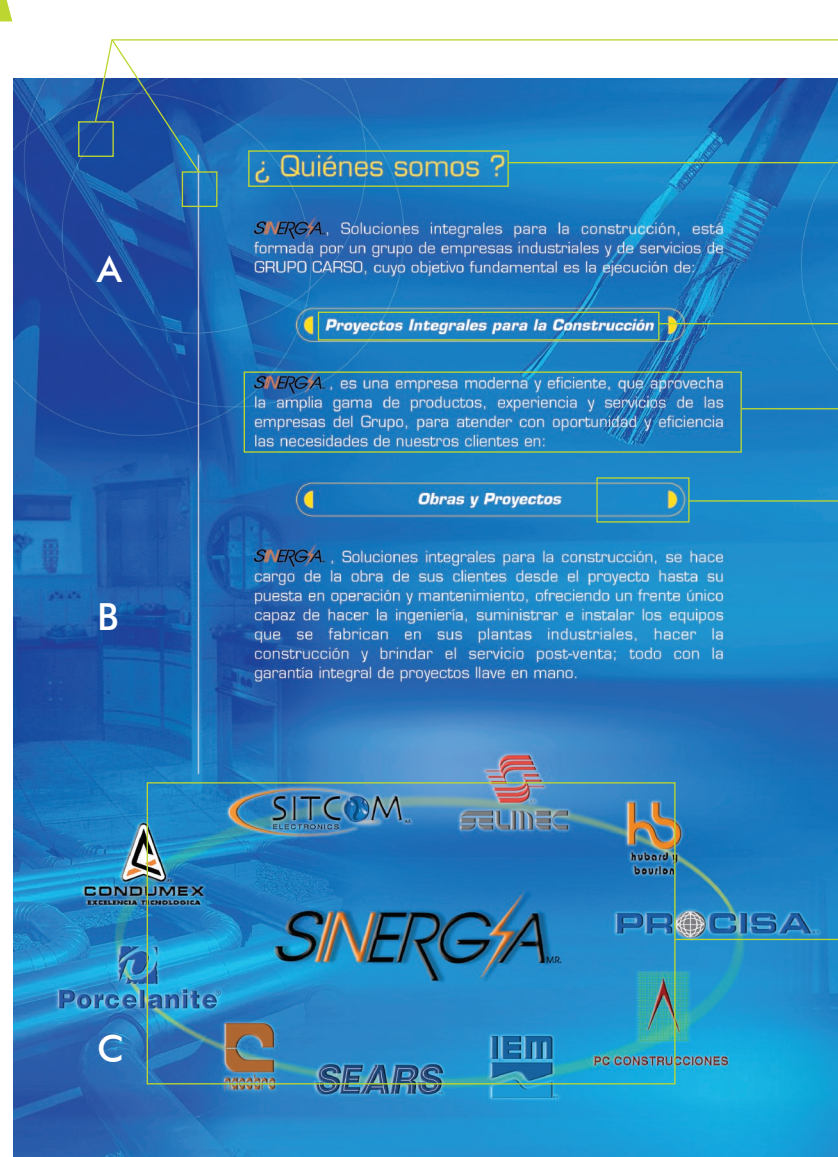 ¿ Quiénes somos ?
SINERGIA, Soluciones integrales para la construcción, está
formada por un grupo de empresas industriales y de servicios de
GRUPO CARSO, cuyo objetivo fundamental es la ejecución de:
A
Proyectos Integrales para la Construcción
SINERGIA, es una empresa moderna y eficiente, que aprovecha
la amplia gama de productos, experiencia y servicios de las
empresas del Grupo, para atender con oportunidad y eficiencia
las necesidades de nuestros clientes en:
Obras y Proyectos
SINERGIA, Soluciones integrales para la construcción, se hace
cargo de la obra de sus clientes desde el proyecto hasta su
puesta en operación y mantenimiento, ofreciendo un frente único
capaz de hacer la ingeniería, suministrar e instalar los equipos
B
que se fabrican en sus plantas industriales, hacer la
construcción y brindar el servicio post-venta; todo con la
garantía integral de proyectos llave en mano.
SITCOM
ELECTRONICS
SELMEC
hubard y
bourlon
CONDUMEX
EXCELENCIA TECNOLOGICA
SINERGIA M.R.
PROCISA
Porcelanite
PC CONSTRUCCIONES
C
nacobre
SEARS
IEM